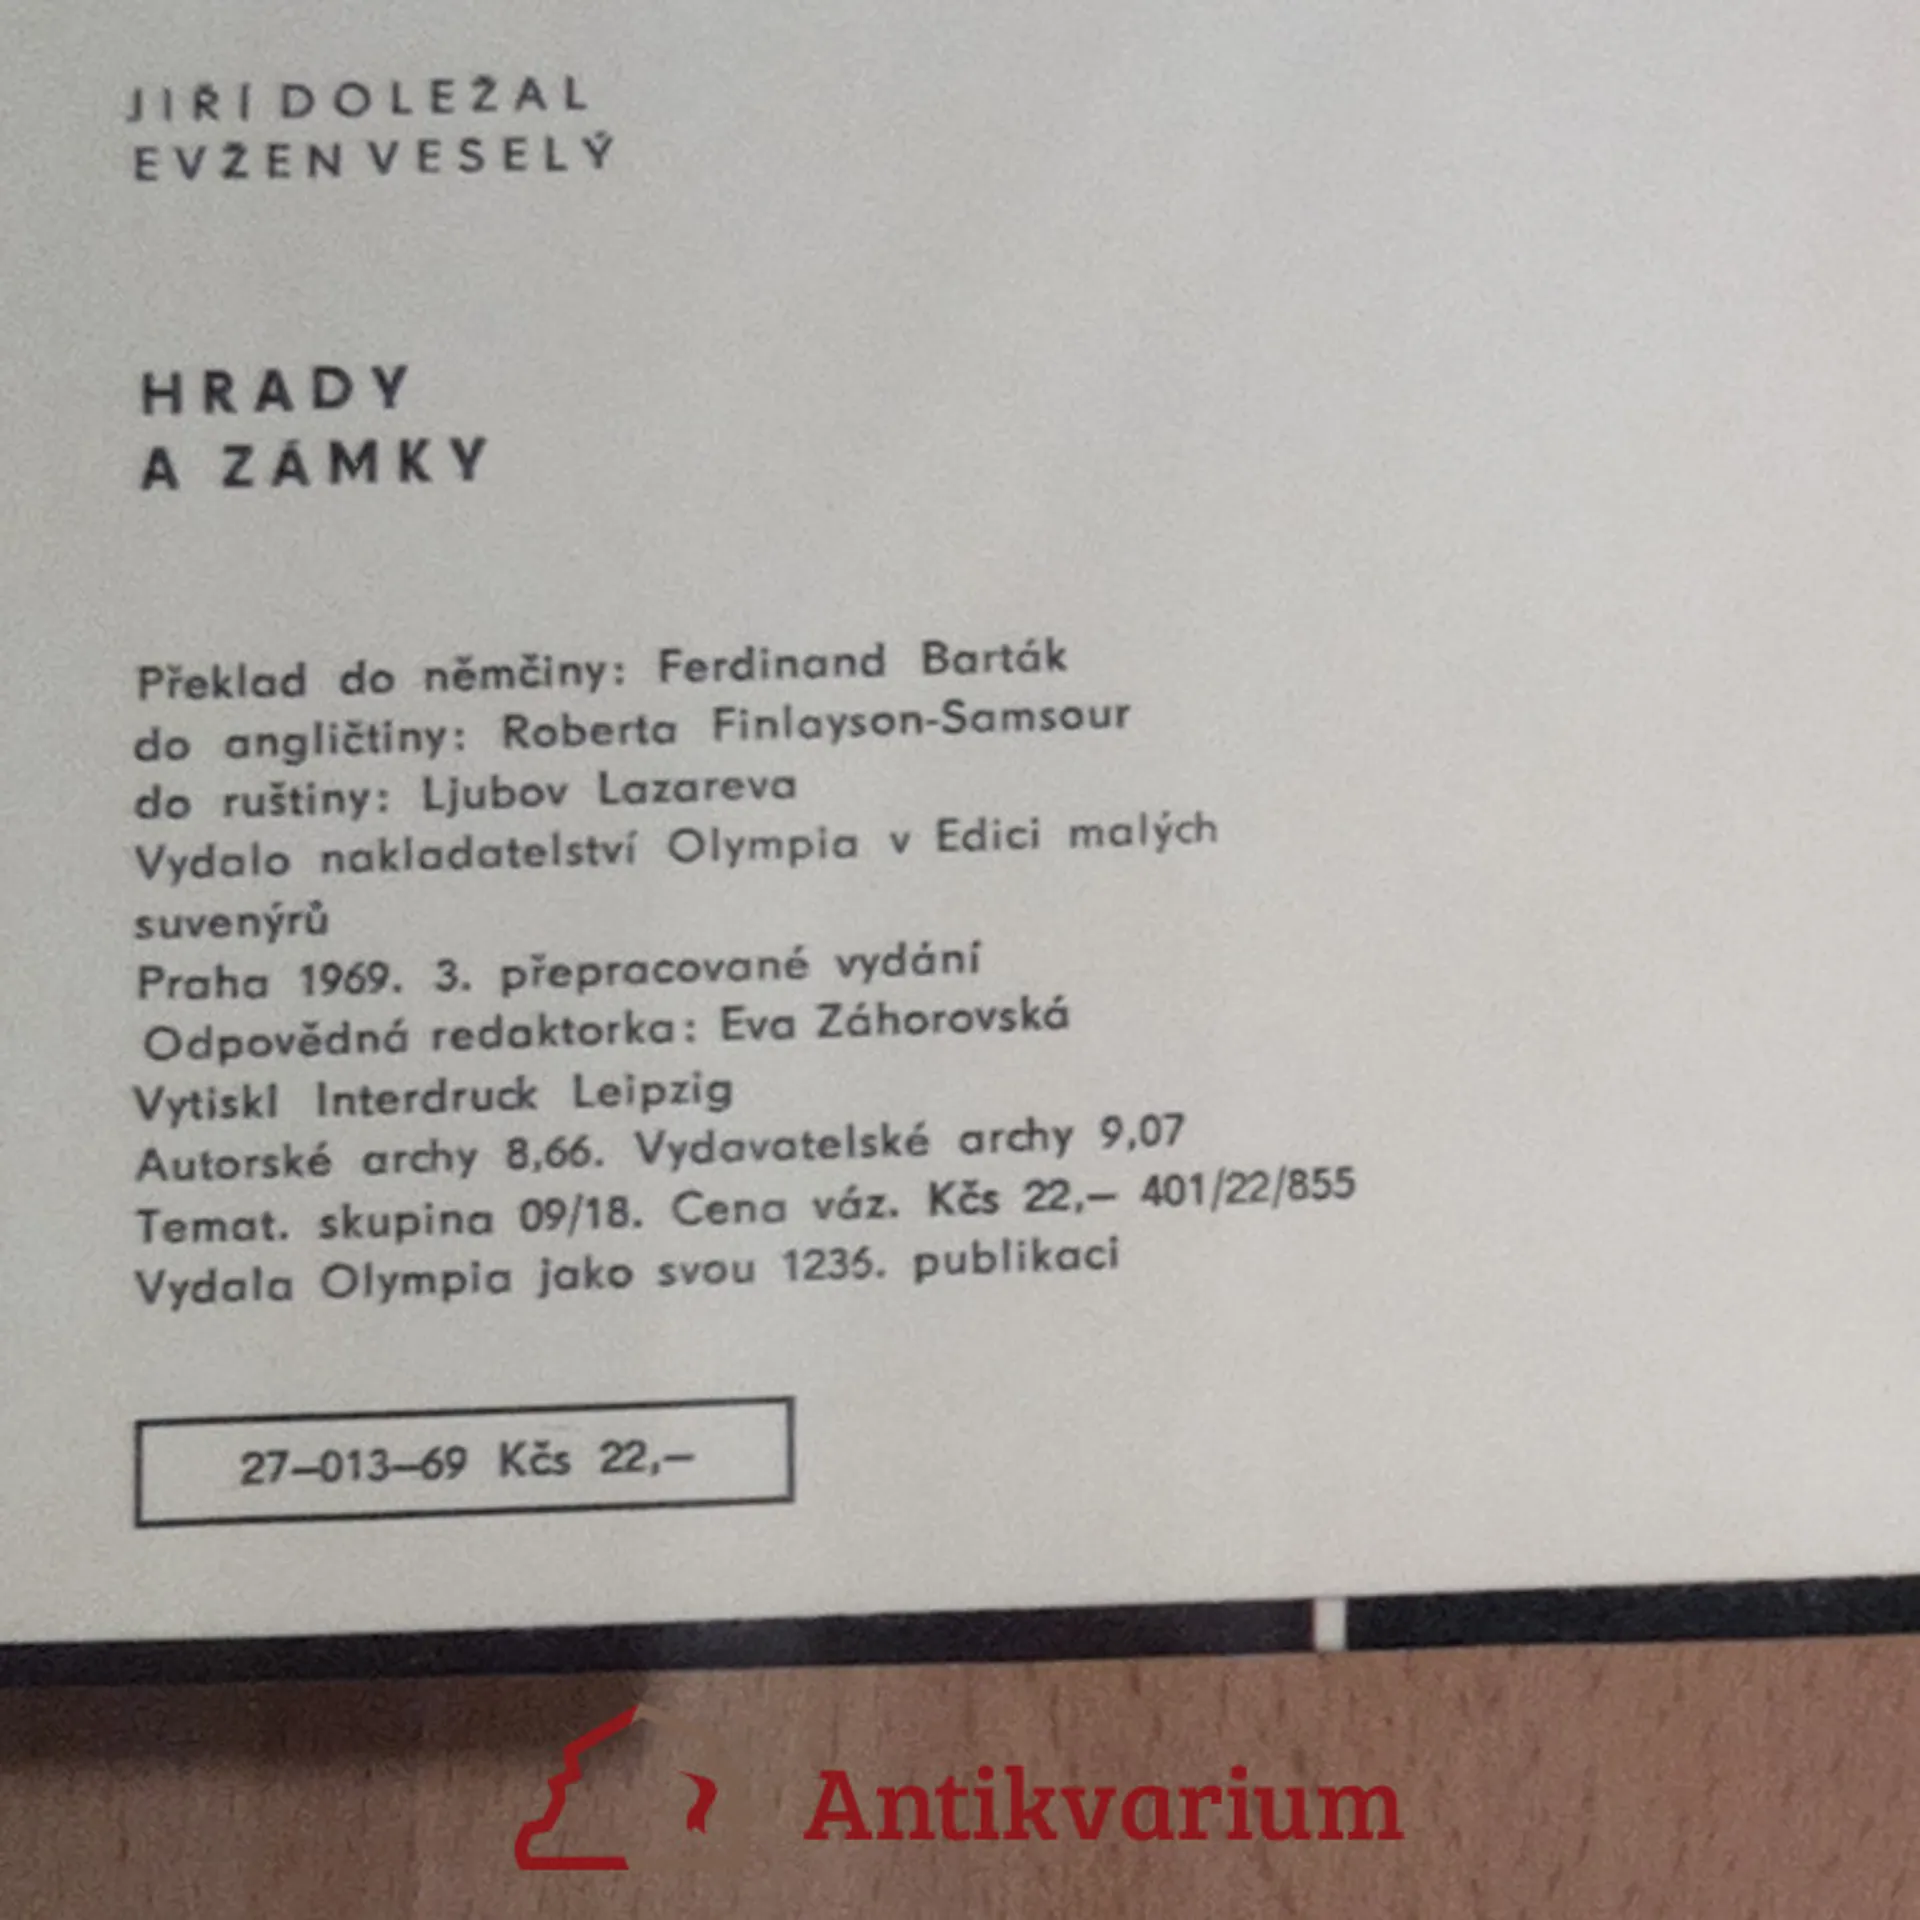 JIŘÍ DOLEŽAL
EVŽEN VESELÝ
HRADY
A ZÁMKY
Překlad do němčiny: Ferdinand Barták
do angličtiny: Roberta Finlayson-Samsour
do ruštiny: Ljubov Lazareva
Vydalo nakladatelství Olympia v Edici malých
suvenýrů
Praha 1969. 3. přepracované vydání
Odpovědná redaktorka: Eva Záhorovská
Vytiskl Interdruck Leipzig
Autorské archy 8,66. Vydavatelské archy 9,07
Temat. skupina 09/18. Cena váz. Kčs 22,– 401/22/855
Vydala Olympia jako svou 1236. publikaci
27–013–69 Kčs 22,–
Antikvarium